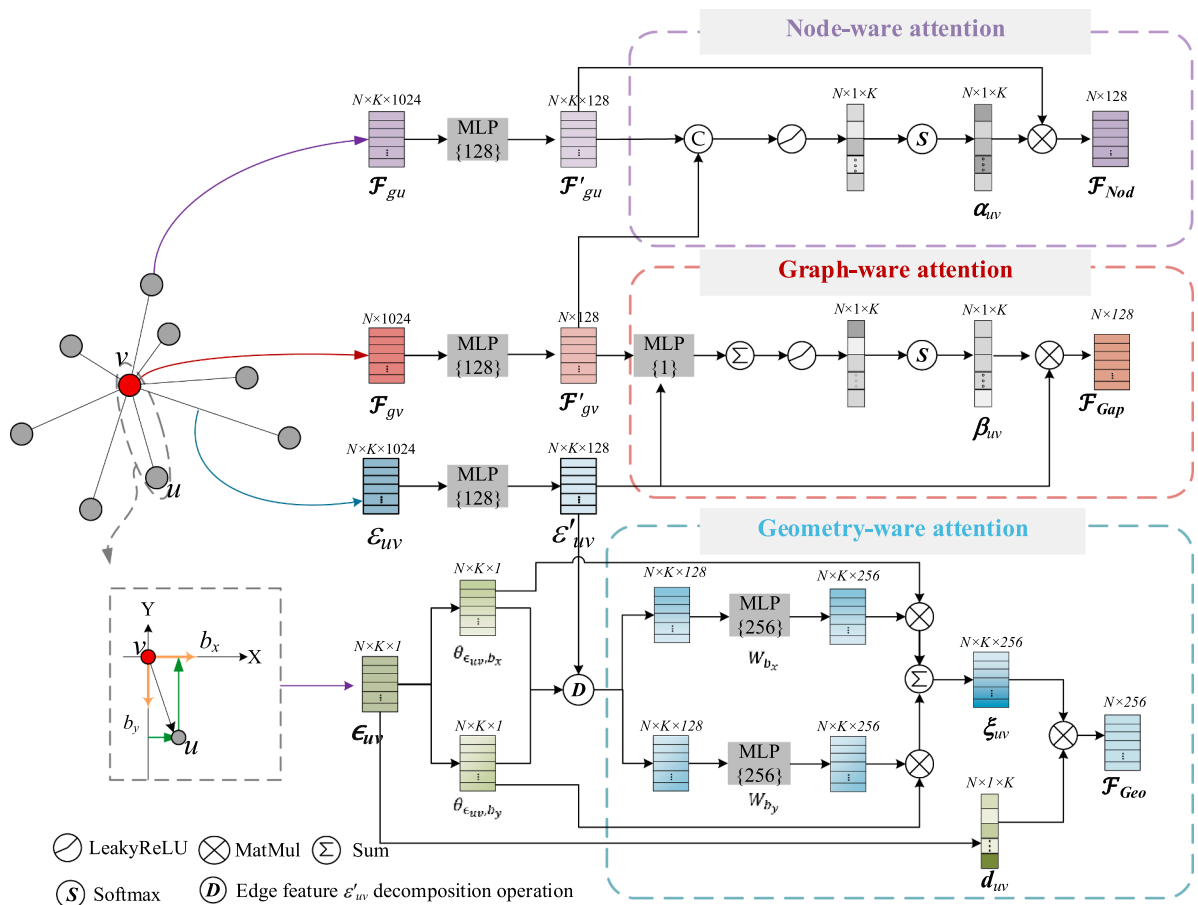 Node-ware attention
N×K×1024
MLP
{128}
N×K×128
C
N×1×K
S
N×1×K
N×128
𝓕gu
𝓕'gu
αuv
𝓕Nod
Graph-ware attention
N×1024
MLP
{128}
N×128
MLP
{1}
Σ
N×1×K
S
N×1×K
N×128
v
𝓕gv
𝓕'gv
βuv
𝓕Gap
u
N×K×1024
MLP
{128}
N×K×128
εuv
ε'uv
Geometry-ware attention
N×K×1
N×K×128
MLP
{256}
N×K×256
θϵuv,bx
Wbx
Y
v
bx
X
by
u
N×K×1
ϵuv
D
Σ
N×K×256
ξuv
N×256
𝓕Geo
N×K×1
N×K×128
MLP
{256}
N×K×256
θϵuv,by
Wby
N×1×K
duv
LeakyReLU
MatMul
Σ Sum
S Softmax
D Edge feature ε'uv decomposition operation